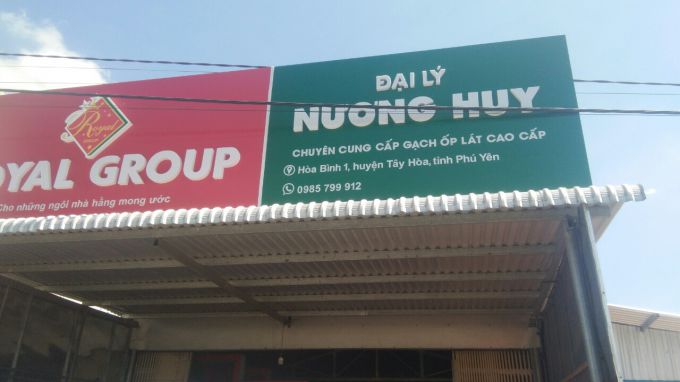 Royal
OYAL GROUP
Cho những ngôi nhà hằng mong ước
ĐẠI LÝ
NƯƠNG HUY
CHUYÊN CUNG CẤP GẠCH ỐP LÁT CAO CẤP
Hòa Bình 1, huyện Tây Hòa, tỉnh Phú Yên
0985 799 912